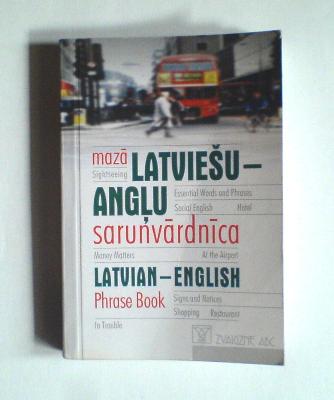 mazā LATVIEŠU–
Sightseeing
ANGĻU
Essential Words and Phrases
Social English Hotel
sarunvārdnīca
Money Matters At the Airport
LATVIAN–ENGLISH
Phrase Book
Signs and Notices
Shopping Restaurant
In Trouble
ZVAIGZNE ABC